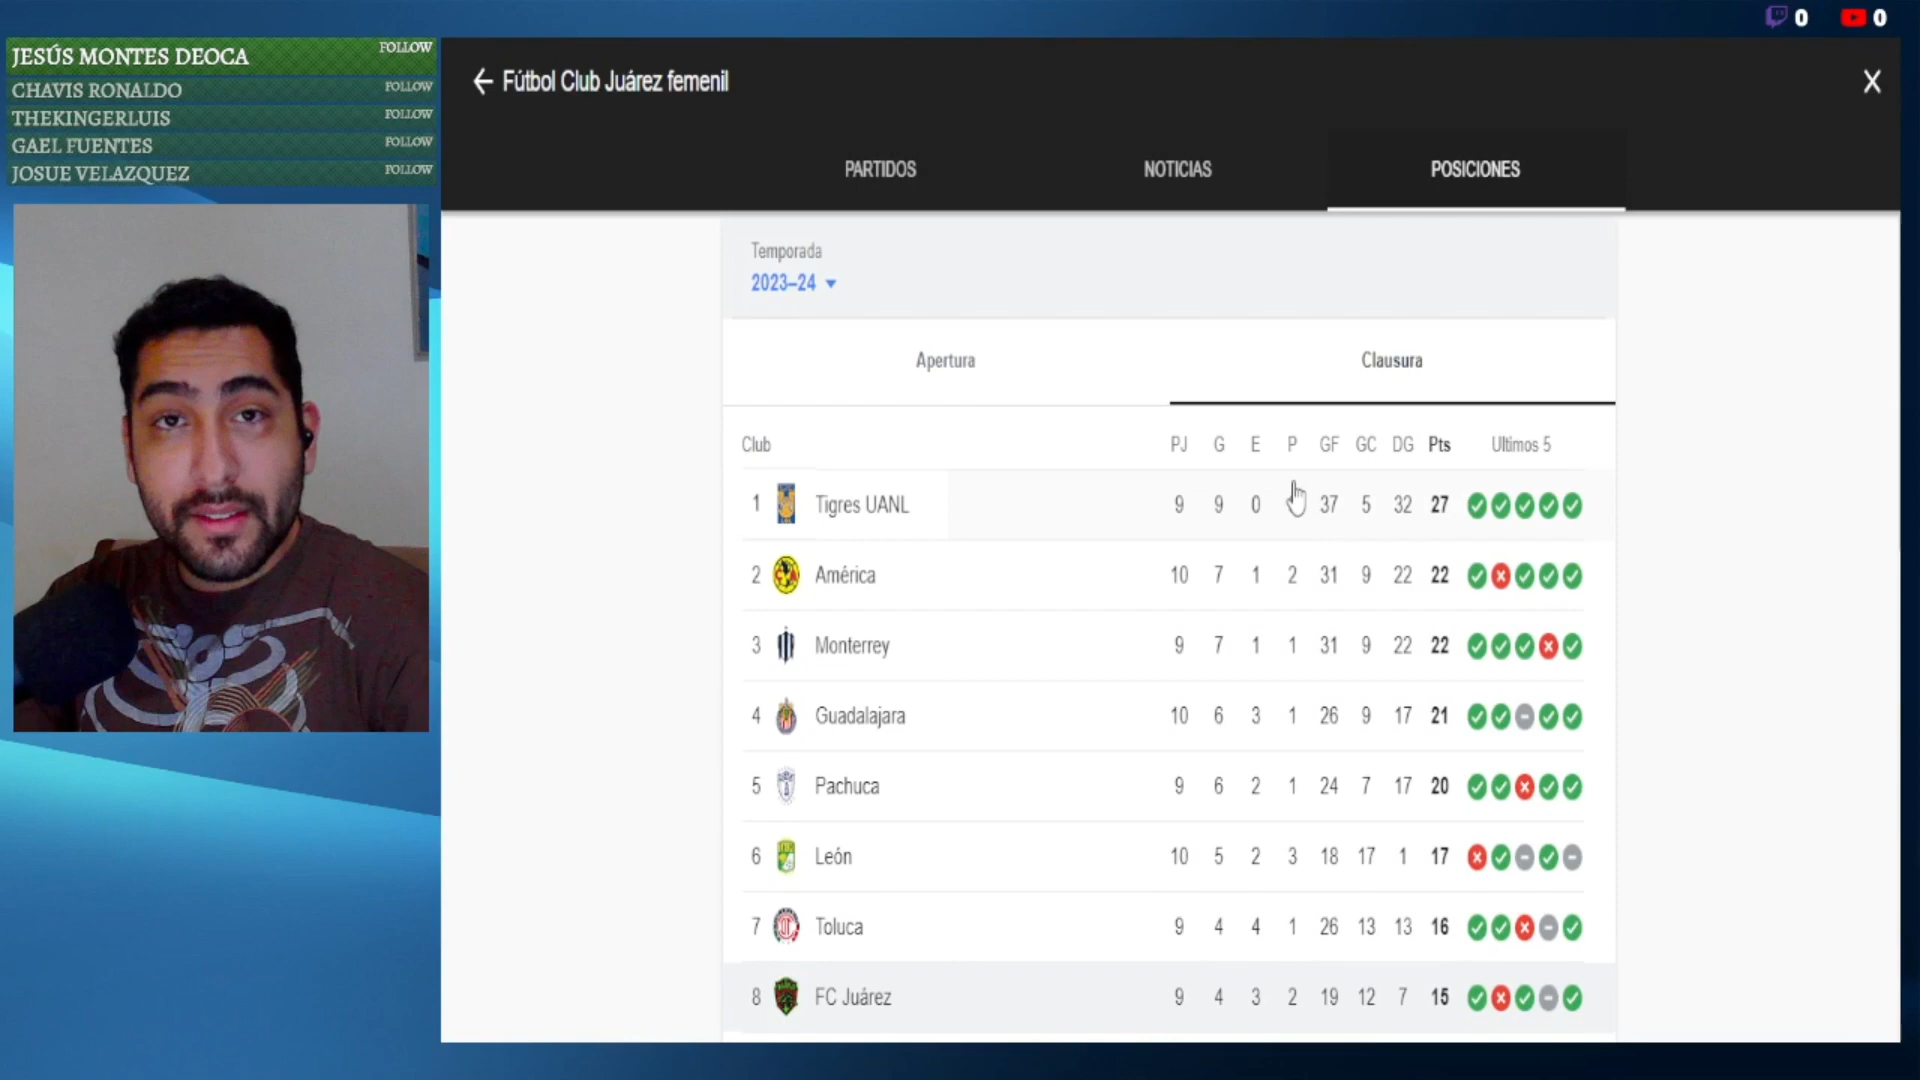 0 0
JESÚS MONTES DEOCA FOLLOW
CHAVIS RONALDO FOLLOW
THEKINGERLUIS FOLLOW
GAEL FUENTES FOLLOW
JOSUE VELAZQUEZ FOLLOW
Fútbol Club Juárez femenil X
PARTIDOS NOTICIAS POSICIONES
Temporada
2023–24
Apertura Clausura
Club PJ G E P GF GC DG Pts Ultimos 5
1 Tigres UANL 9 9 0 37 5 32 27
2 América 10 7 1 2 31 9 22 22
3 Monterrey 9 7 1 1 31 9 22 22
4 Guadalajara 10 6 3 1 26 9 17 21
5 Pachuca 9 6 2 1 24 7 17 20
6 León 10 5 2 3 18 17 1 17
7 Toluca 9 4 4 1 26 13 13 16
8 FC Juárez 9 4 3 2 19 12 7 15